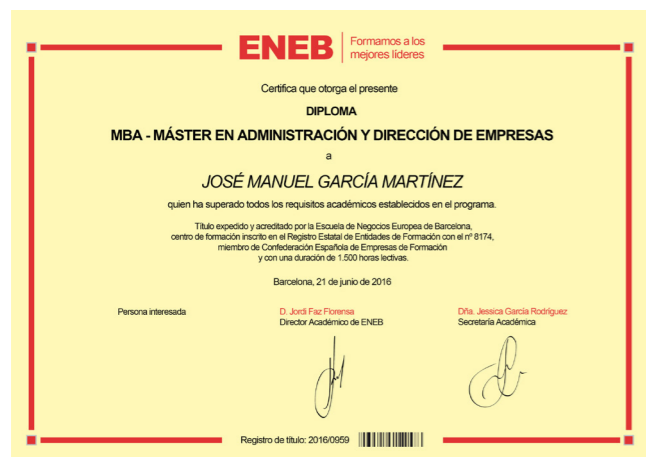 ENEB
Formamos a los
mejores líderes
Certifica que otorga el presente
DIPLOMA
MBA - MÁSTER EN ADMINISTRACIÓN Y DIRECCIÓN DE EMPRESAS
a
JOSÉ MANUEL GARCÍA MARTÍNEZ
quien ha superado todos los requisitos académicos establecidos en el programa.
Título expedido y acreditado por la Escuela de Negocios Europea de Barcelona,
centro de formación inscrito en el Registro Estatal de Entidades de Formación con el nº 8174,
miembro de Confederación Española de Empresas de Formación
y con una duración de 1.500 horas lectivas.
Barcelona, 21 de junio de 2016
Persona interesada
D. Jordi Faz Florensa
Director Académico de ENEB
Dña. Jessica García Rodríguez
Secretaría Académica
Registro de título: 2016/0959